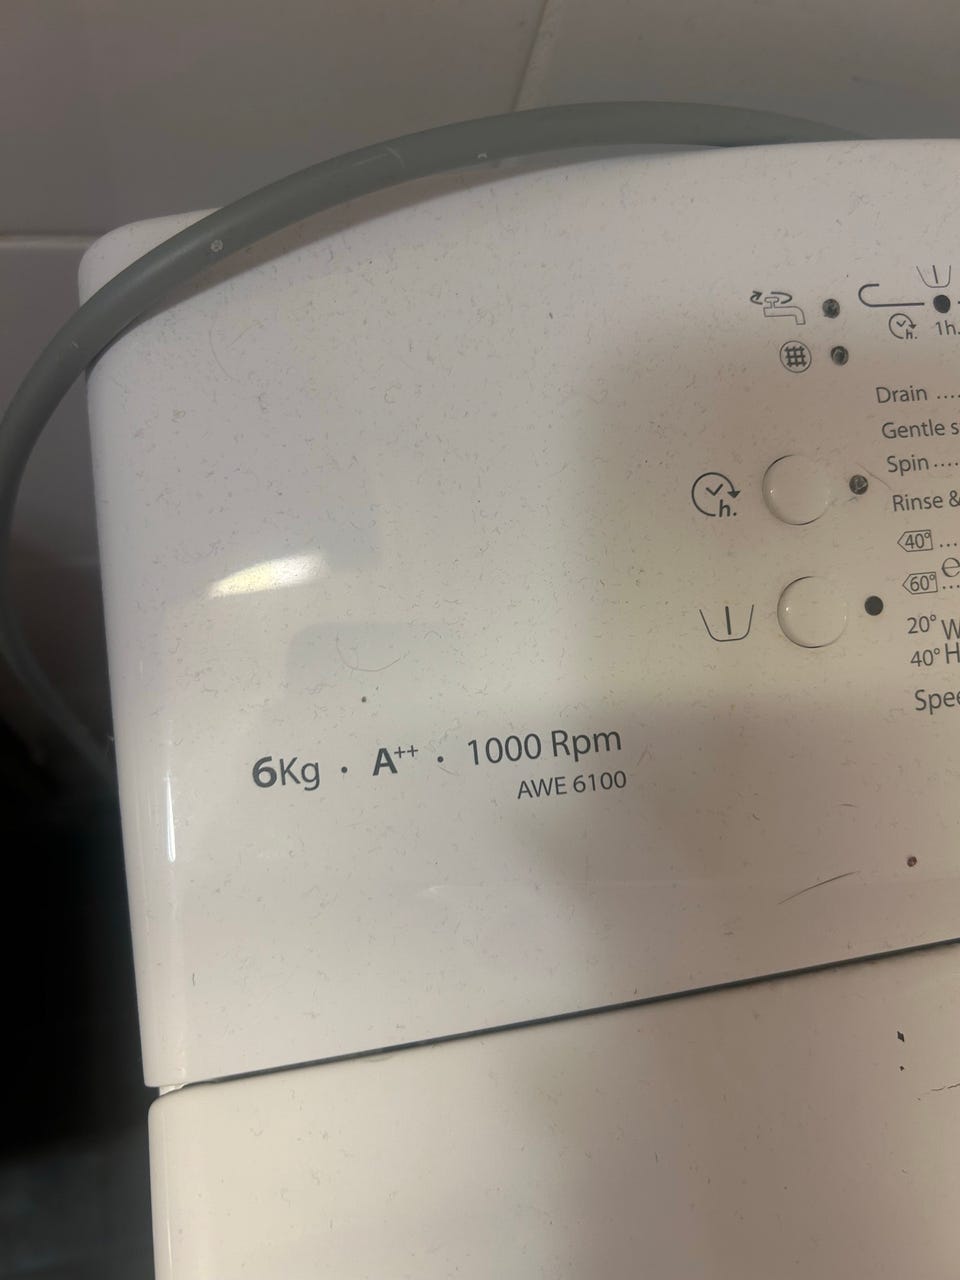 1h.
h.
Drain ....
Gentle
Spin ....
h.
Rinse &
40° ...
60° ...
20°
40°
6Kg · A++ · 1000 Rpm
AWE 6100